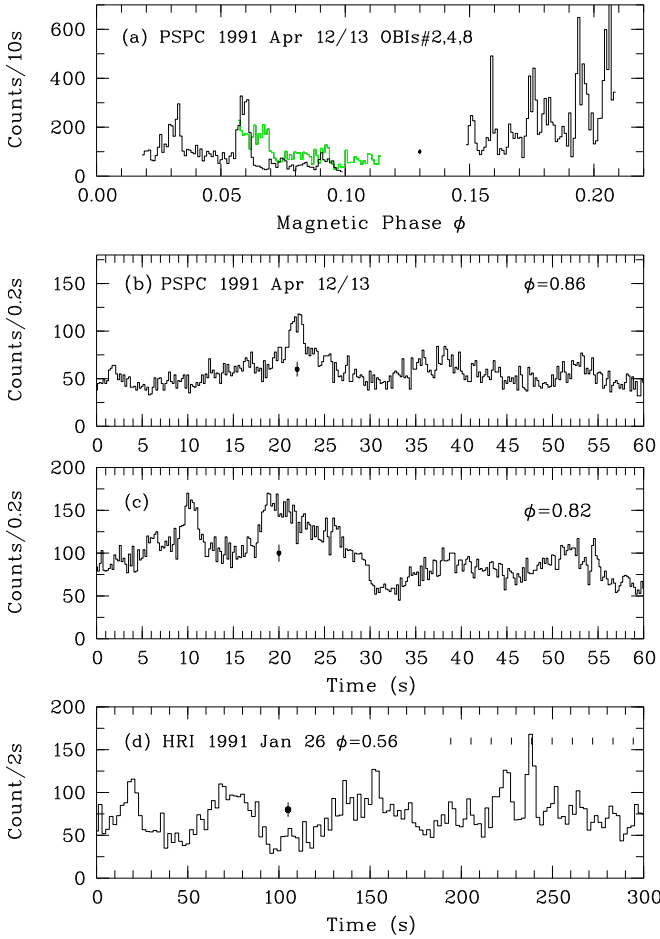 (a) PSPC 1991 Apr 12/13 OBIs#2,4,8
Counts/10s
600
400
200
0
0.00 0.05 0.10 0.15 0.20
Magnetic Phase ϕ
(b) PSPC 1991 Apr 12/13 ϕ=0.86
Counts/0.2s
150
100
50
0
0 5 10 15 20 25 30 35 40 45 50 55 60
(c) ϕ=0.82
Counts/0.2s
200
150
100
50
0
0 5 10 15 20 25 30 35 40 45 50 55 60
Time (s)
(d) HRI 1991 Jan 26 ϕ=0.56
Count/2s
200
150
100
50
0
0 50 100 150 200 250 300
Time (s)